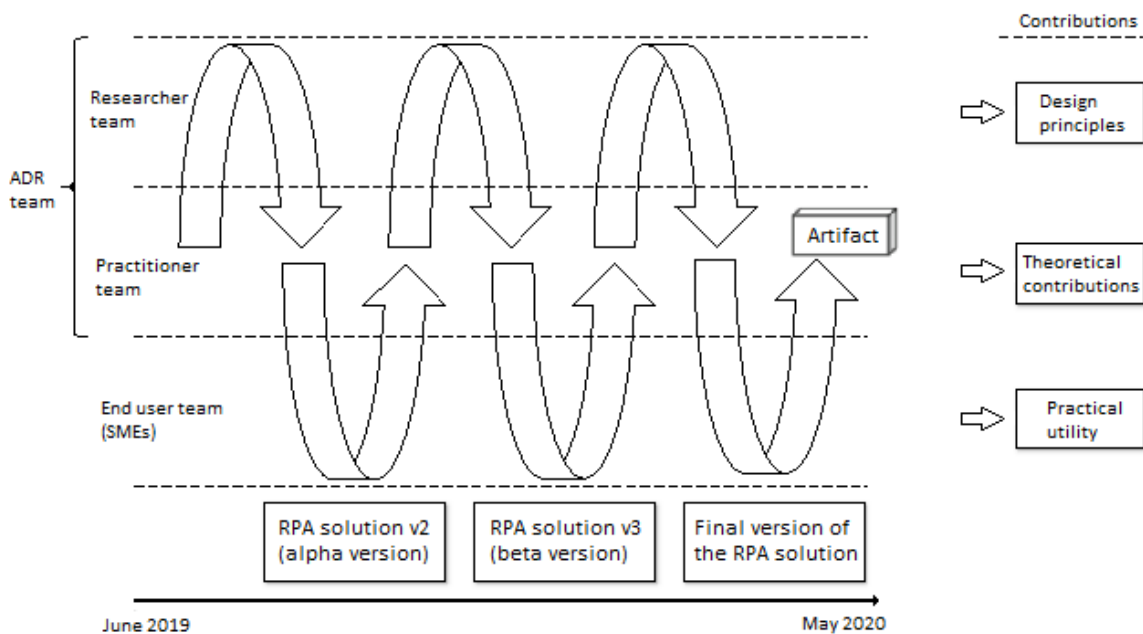 Contributions
Researcher
team
Design
principles
ADR
team
Artifact
Practitioner
team
Theoretical
contributions
End user team
(SMEs)
Practical
utility
RPA solution v2
(alpha version)
RPA solution v3
(beta version)
Final version of
the RPA solution
June 2019
May 2020